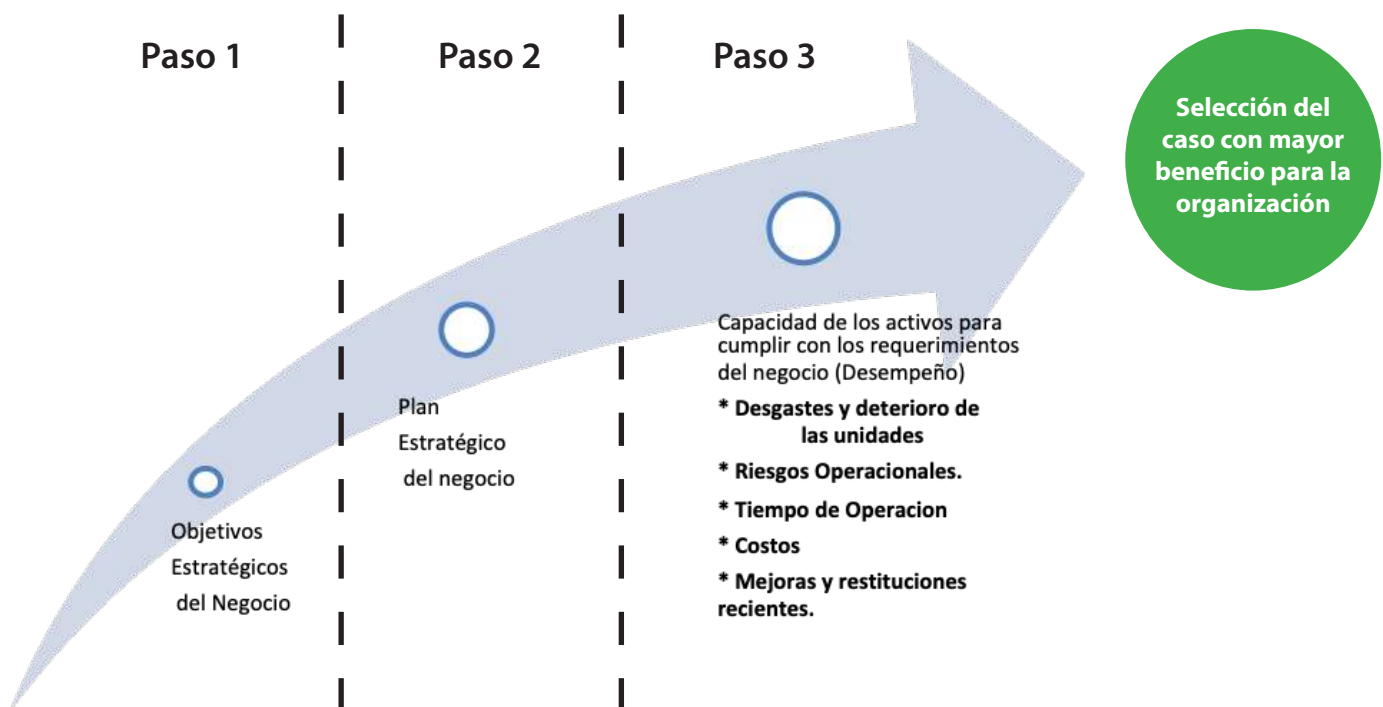 Paso 1
Paso 2
Paso 3
Selección del
caso con mayor
beneficio para la
organización
Objetivos
Estratégicos
del Negocio
Plan
Estratégico
del negocio
Capacidad de los activos para
cumplir con los requerimientos
del negocio (Desempeño)
* Desgastes y deterioro de
las unidades
* Riesgos Operacionales.
* Tiempo de Operacion
* Costos
* Mejoras y restituciones
recientes.